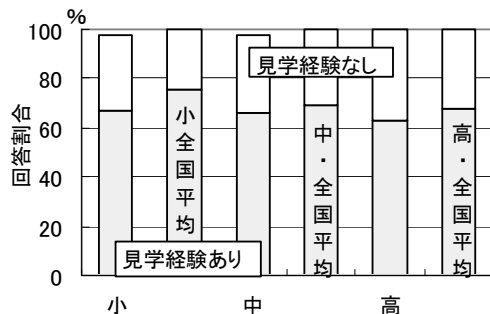 %
100
80
60
40
20
0
回答割合
見学経験なし
小全国平均
中・全国平均
高・全国平均
見学経験あり
小
中
高